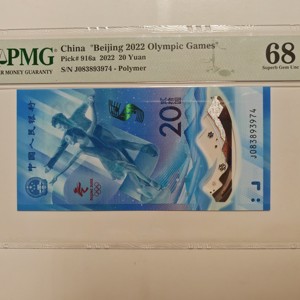 PMG
PAPER MONEY GUARANTY
China "Beijing 2022 Olympic Games"
Pick# 916a 2022 20 Yuan
S/N J083893974 - Polymer
68
Superb Gem Unc
中国人民银行
20
J083893974